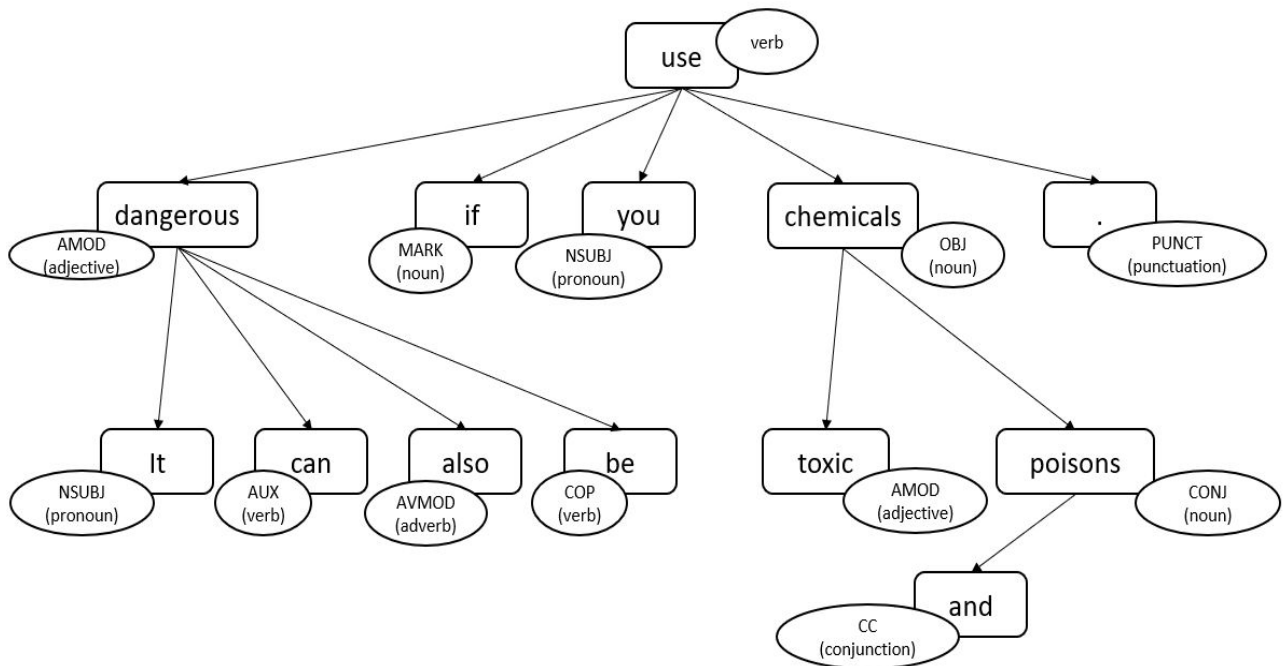 use
verb
dangerous
AMOD
(adjective)
if
MARK
(noun)
you
NSUBJ
(pronoun)
chemicals
OBJ
(noun)
.
PUNCT
(punctuation)
It
NSUBJ
(pronoun)
can
AUX
(verb)
also
AVMOD
(adverb)
be
COP
(verb)
toxic
AMOD
(adjective)
poisons
CONJ
(noun)
and
CC
(conjunction)